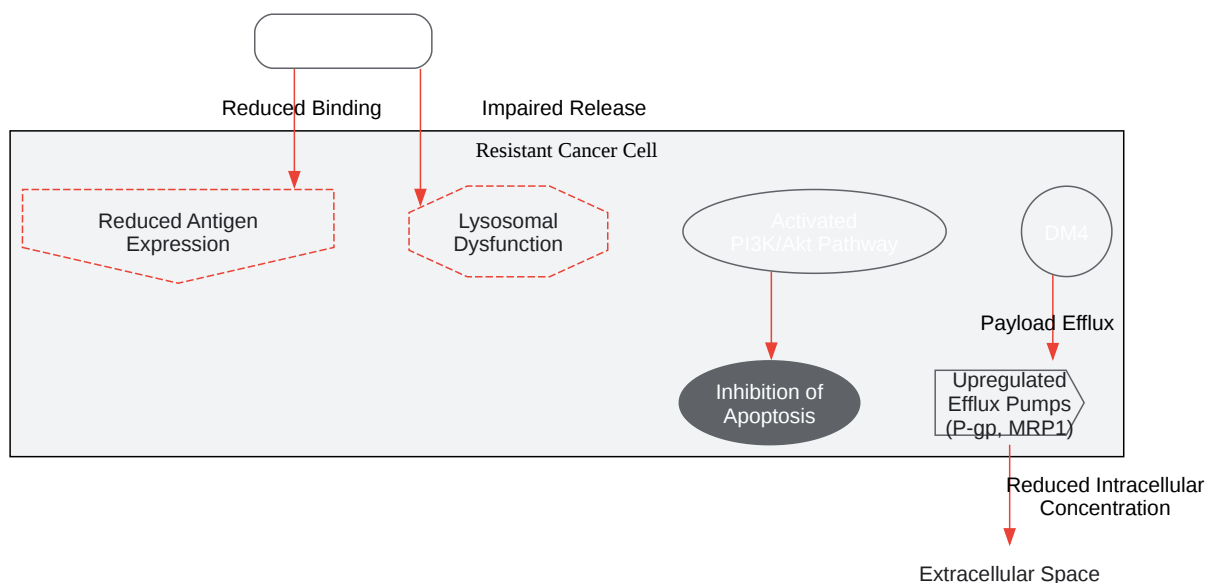 Reduced Binding
Impaired Release
Resistant Cancer Cell
Reduced Antigen
Expression
Lysosomal
Dysfunction
Activated
PI3K/Akt Pathway
DM4
Payload Efflux
Inhibition of
Apoptosis
Upregulated
Efflux Pumps
(P-gp, MRP1)
Reduced Intracellular
Concentration
Extracellular Space